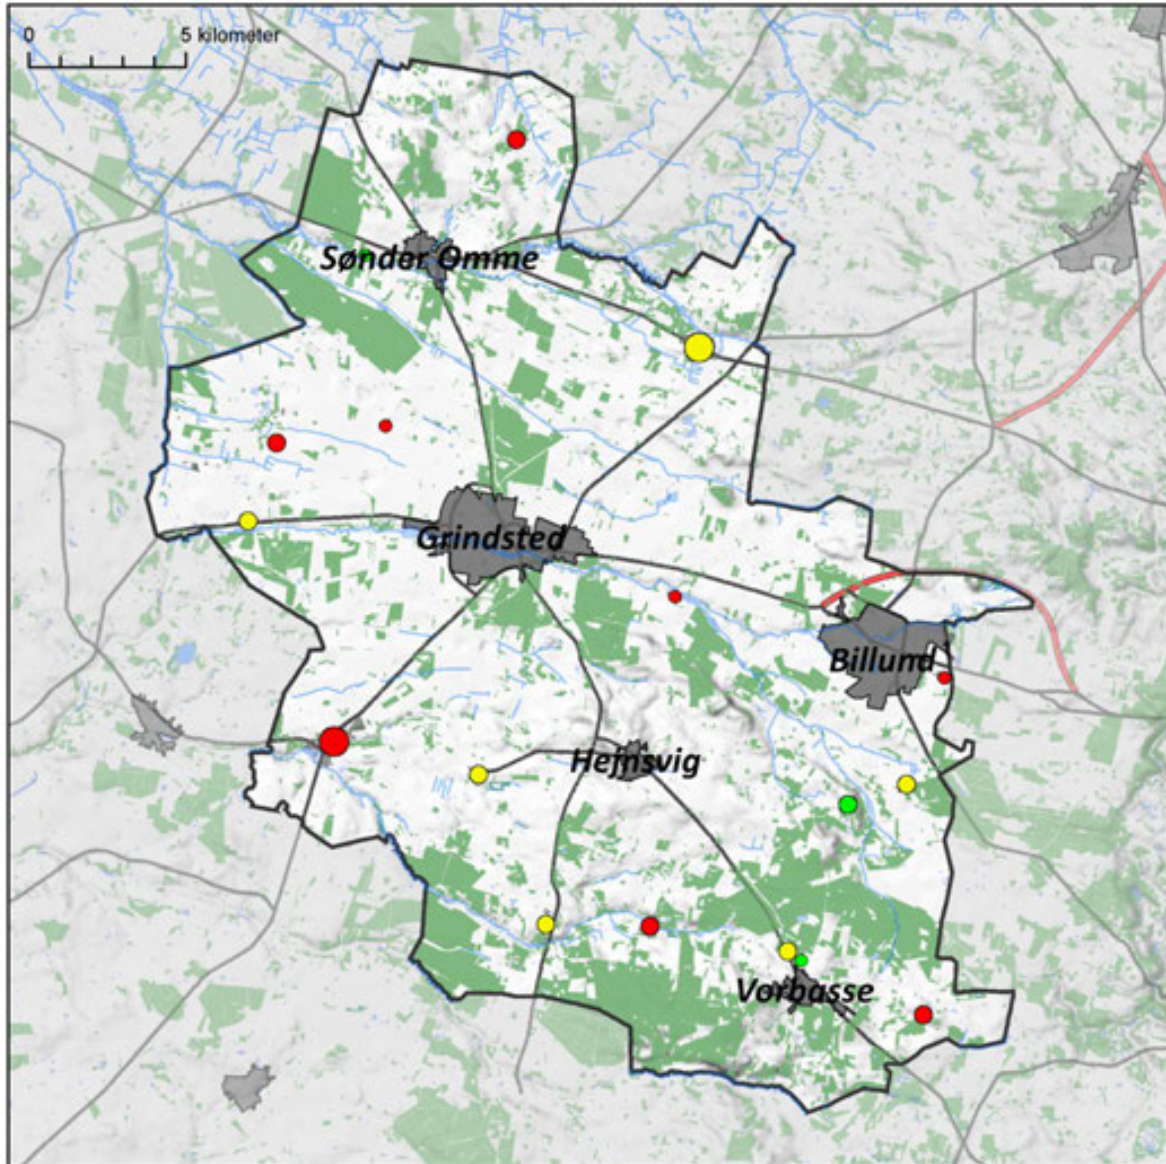 0 5 kilometer
Sønder Omme
Grindsted
Billund
Hejnsvig
Vorbasse